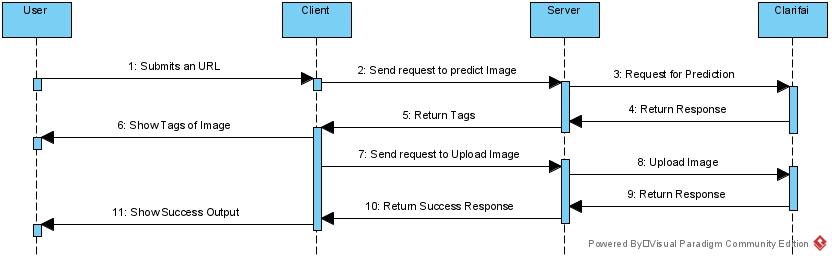 User
Client
Server
Clarifai
1: Submits an URL
2: Send request to predict Image
3: Request for Prediction
4: Return Response
5: Return Tags
6: Show Tags of Image
7: Send request to Upload Image
8: Upload Image
9: Return Response
10: Return Success Response
11: Show Success Output
Powered By□Visual Paradigm Community Edition